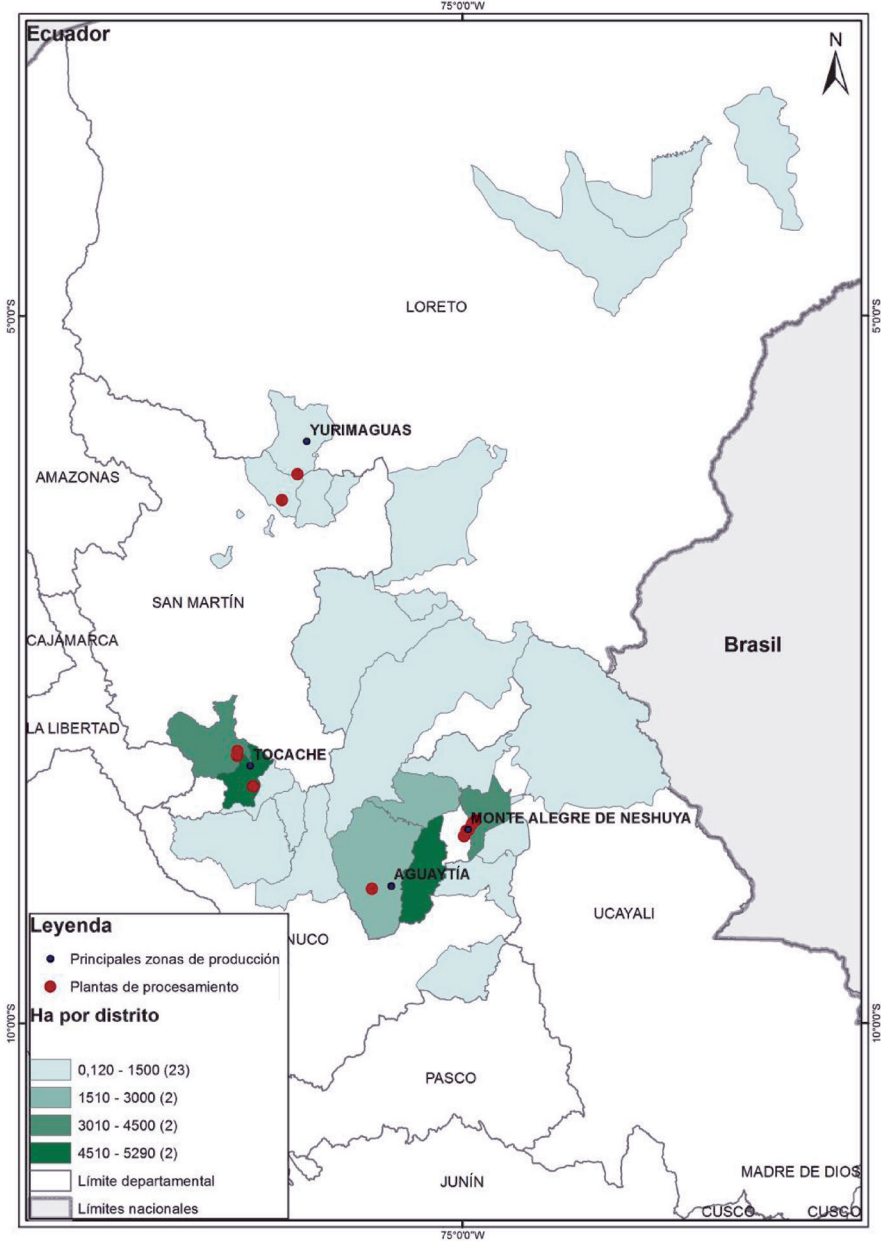 75°0'0"W
Ecuador
N
LORETO
5°0'0"S
5°0'0"S
YURIMAGUAS
AMAZONAS
SAN MARTÍN
CAJAMARCA
Brasil
LA LIBERTAD
TOCACHE
MONTE ALEGRE DE NESHUYA
AGUAYTÍA
UCAYALI
NUCO
Leyenda
Principales zonas de producción
Plantas de procesamiento
Ha por distrito
10°0'0"S
10°0'0"S
0,120 - 1500 (23)
1510 - 3000 (2)
3010 - 4500 (2)
4510 - 5290 (2)
Límite departamental
Límites nacionales
PASCO
JUNÍN
MADRE DE DIOS
CUSCO
CUSCO
75°0'0"W